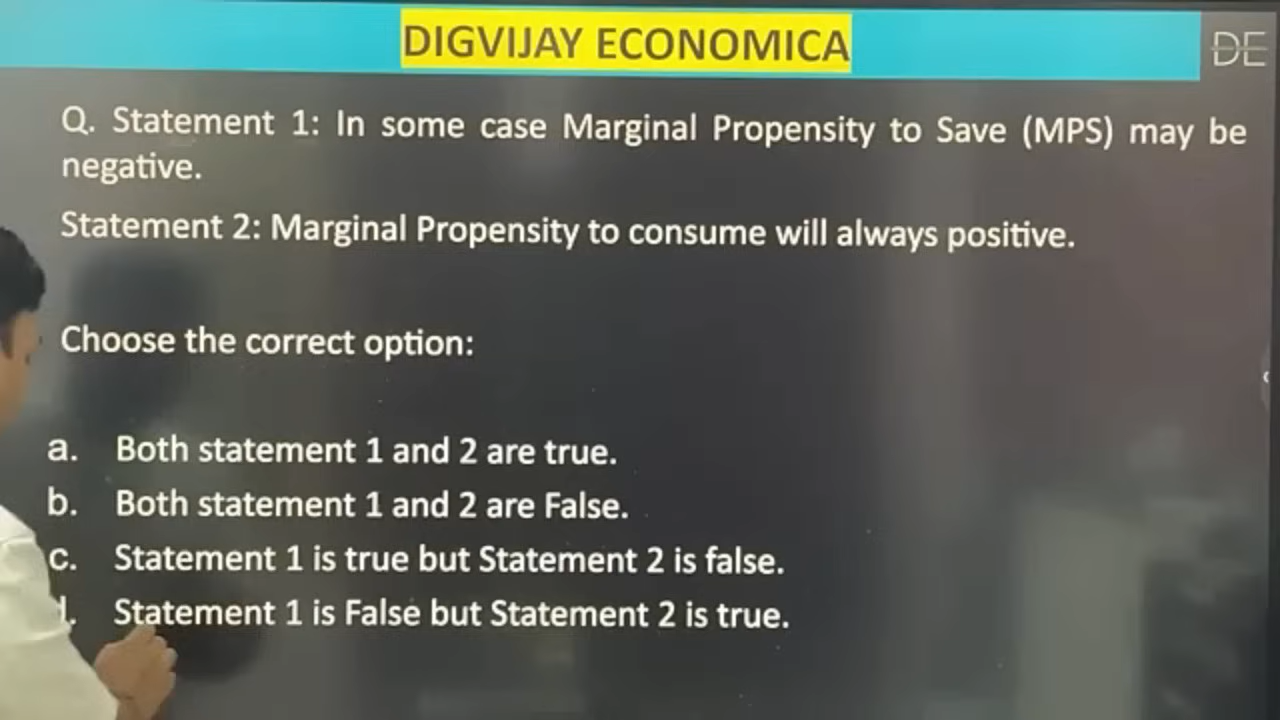 DIGVIJAY ECONOMICA
DE
Q. Statement 1: In some case Marginal Propensity to Save (MPS) may be
negative.
Statement 2: Marginal Propensity to consume will always positive.
Choose the correct option:
a. Both statement 1 and 2 are true.
b. Both statement 1 and 2 are False.
c. Statement 1 is true but Statement 2 is false.
d. Statement 1 is False but Statement 2 is true.